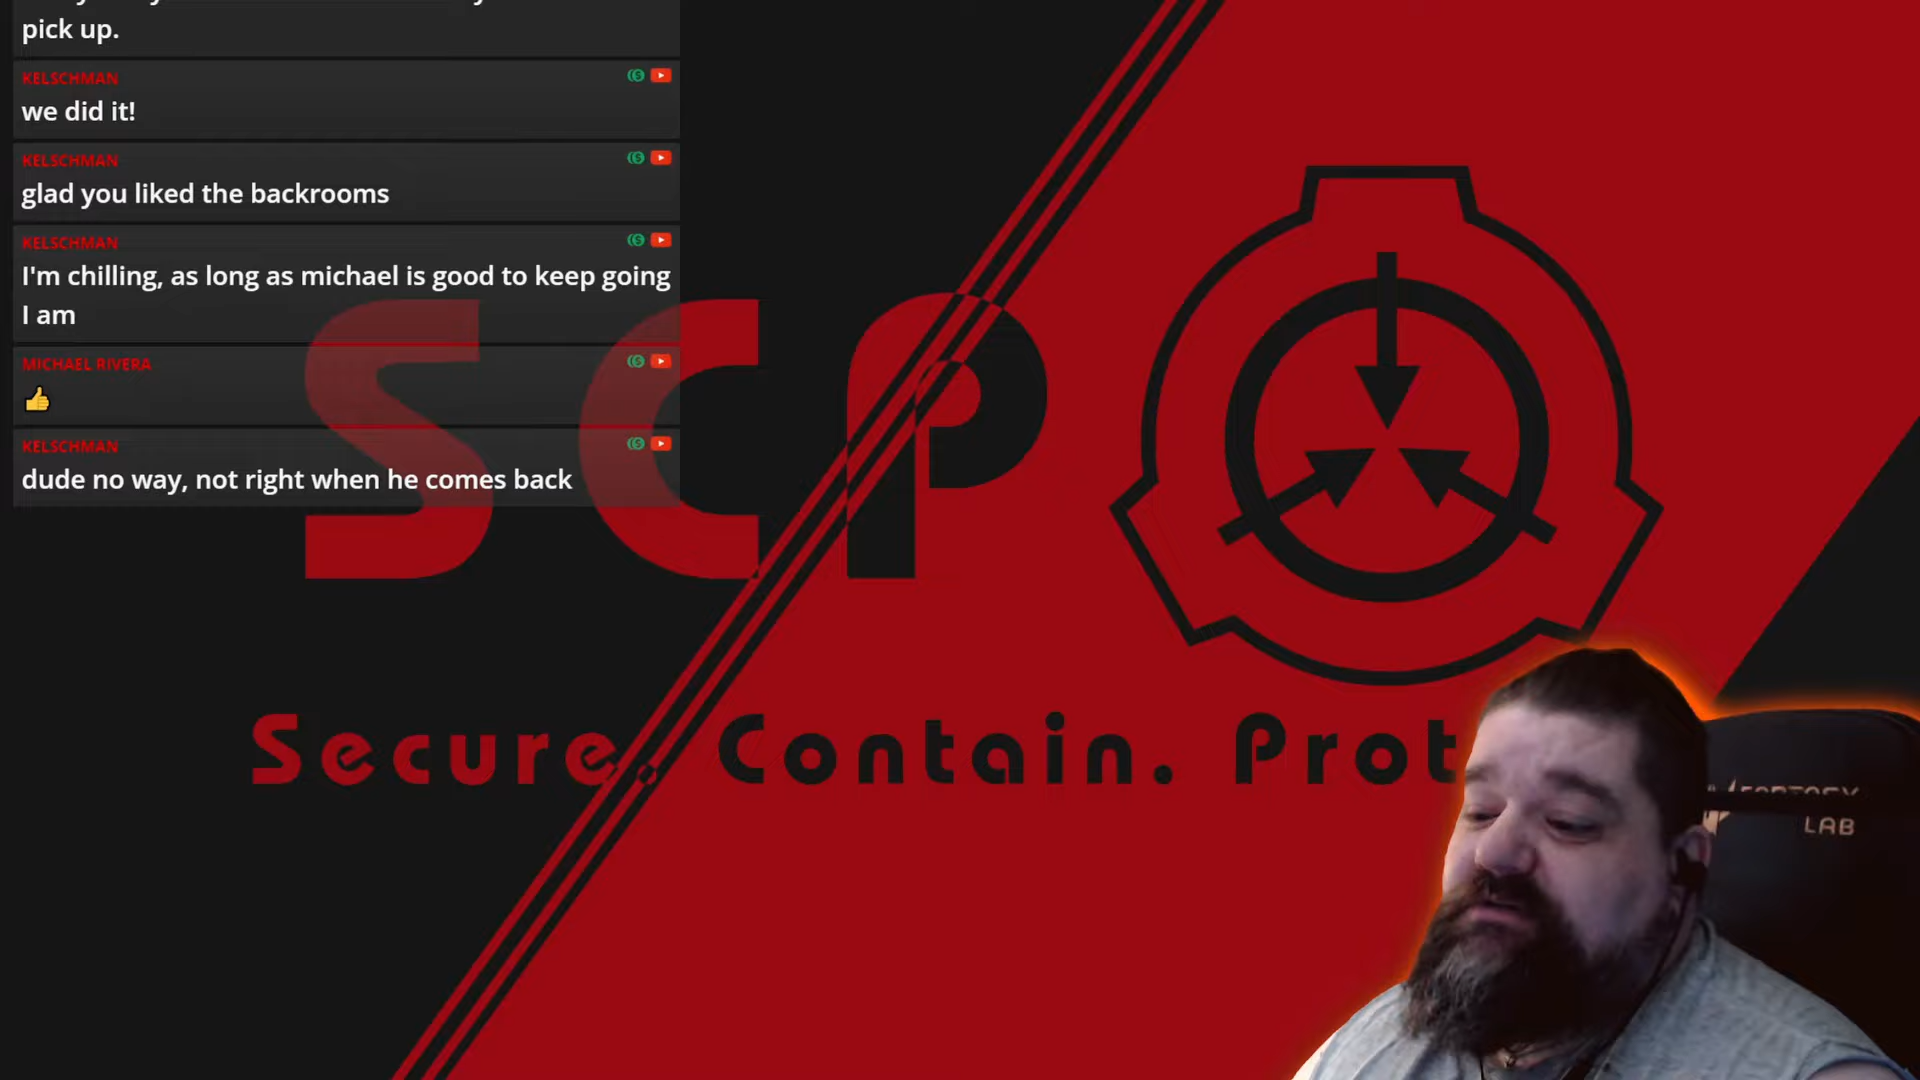 pick up.
KELSCHMAN
we did it!
KELSCHMAN
glad you liked the backrooms
KELSCHMAN
I'm chilling, as long as michael is good to keep going
I am
MICHAEL RIVERA
👍
KELSCHMAN
dude no way, not right when he comes back
SCP
Secure. Contain. Prot
LAB